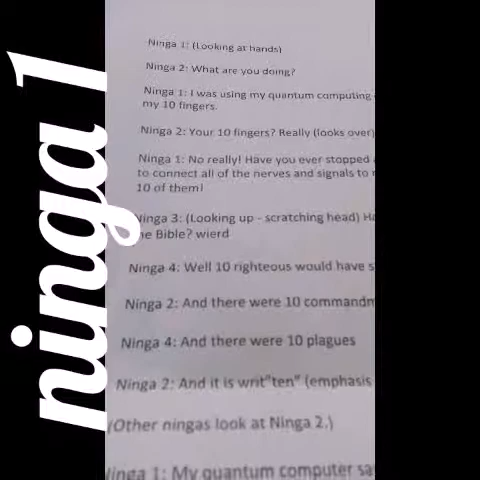 ninga 1
Ninga 1: (Looking at hands)
Ninga 2: What are you doing?
Ninga 1: I was using my quantum computing
my 10 fingers.
Ninga 2: Your 10 fingers? Really (looks over)
Ninga 1: No really! Have you ever stopped
to connect all of the nerves and signals to
10 of them!
Ninga 3: (Looking up - scratching head)
Bible? wierd
Ninga 4: Well 10 righteous would have
Ninga 2: And there were 10 commandm
Ninga 4: And there were 10 plagues
Ninga 2: And it is writ"ten" (emphasis
(Other ningas look at Ninga 2.)
Ninga 1: My quantum computer sa